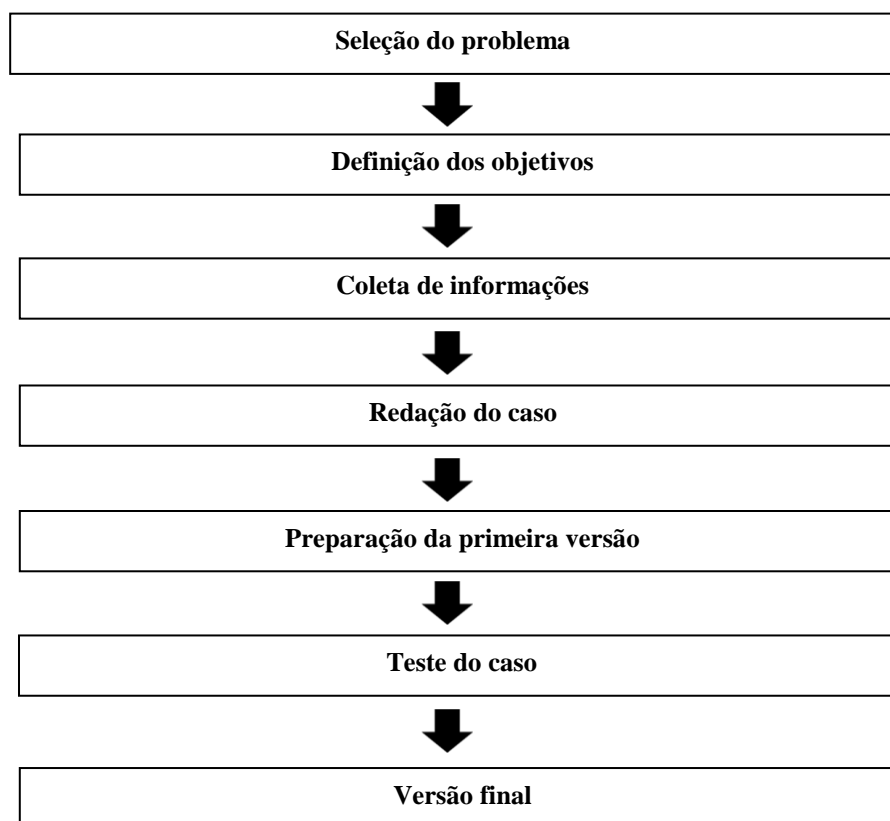 Seleção do problema
Definição dos objetivos
Coleta de informações
Redação do caso
Preparação da primeira versão
Teste do caso
Versão final